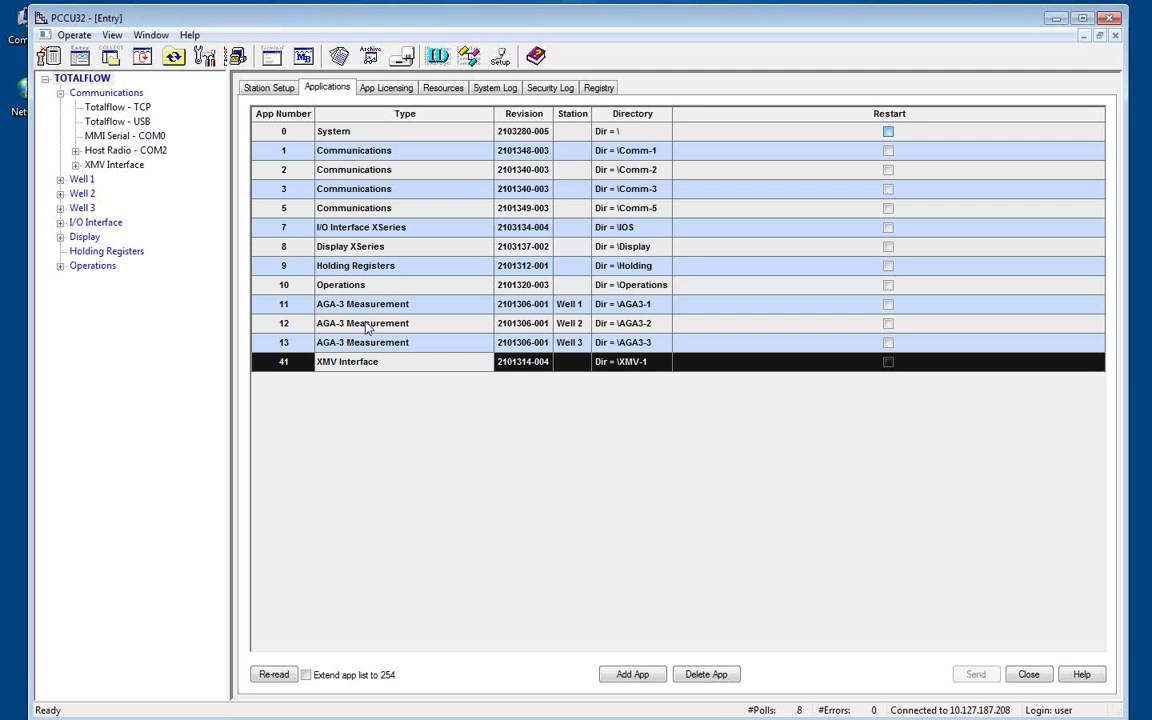 PCCU32 - [Entry]
Operate View Window Help
Entry COLLECT Terminal MB Archive ID Setup
Com
Net
TOTALFLOW
Communications
Totalflow - TCP
Totalflow - USB
MMI Serial - COM0
Host Radio - COM2
XMV Interface
Well 1
Well 2
Well 3
I/O Interface
Display
Holding Registers
Operations
Station Setup Applications App Licensing Resources System Log Security Log Registry
App Number Type Revision Station Directory Restart
0 System 2103280-005 Dir = \
1 Communications 2101348-003 Dir = \Comm-1
2 Communications 2101340-003 Dir = \Comm-2
3 Communications 2101340-003 Dir = \Comm-3
5 Communications 2101349-003 Dir = \Comm-5
7 I/O Interface XSeries 2103134-004 Dir = \IOS
8 Display XSeries 2103137-002 Dir = \Display
9 Holding Registers 2101312-001 Dir = \Holding
10 Operations 2101320-003 Dir = \Operations
11 AGA-3 Measurement 2101306-001 Well 1 Dir = \AGA3-1
12 AGA-3 Measurement 2101306-001 Well 2 Dir = \AGA3-2
13 AGA-3 Measurement 2101306-001 Well 3 Dir = \AGA3-3
41 XMV Interface 2101314-004 Dir = \XMV-1
Re-read Extend app list to 254 Add App Delete App Send Close Help
Ready #Polls: 8 #Errors: 0 Connected to 10.127.187.208 Login: user